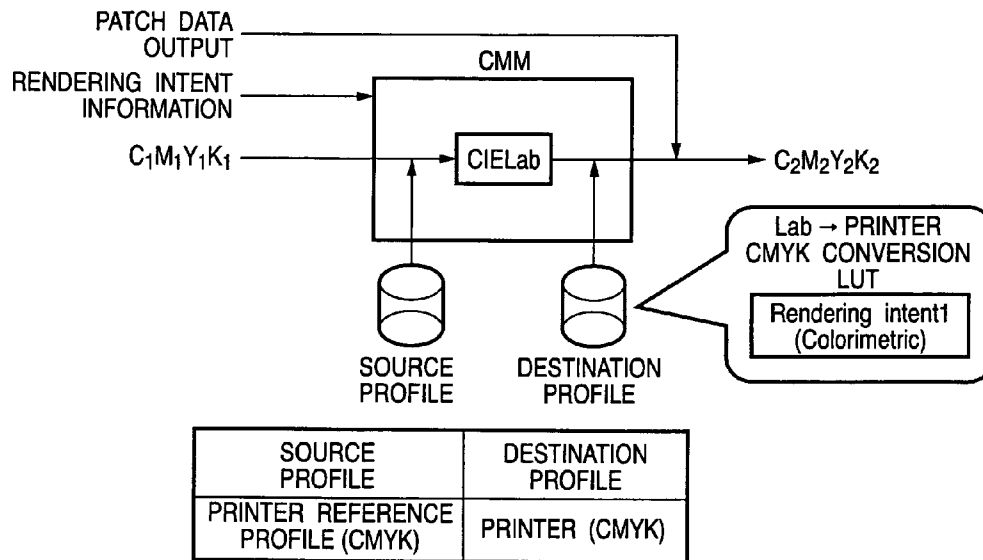 PATCH DATA
OUTPUT
CMM
RENDERING INTENT
INFORMATION
C₁M₁Y₁K₁
CIELab
C₂M₂Y₂K₂
Lab → PRINTER
CMYK CONVERSION
LUT
Rendering intent1
(Colorimetric)
SOURCE
PROFILE
DESTINATION
PROFILE
SOURCE
PROFILE
DESTINATION
PROFILE
PRINTER REFERENCE
PROFILE (CMYK)
PRINTER (CMYK)